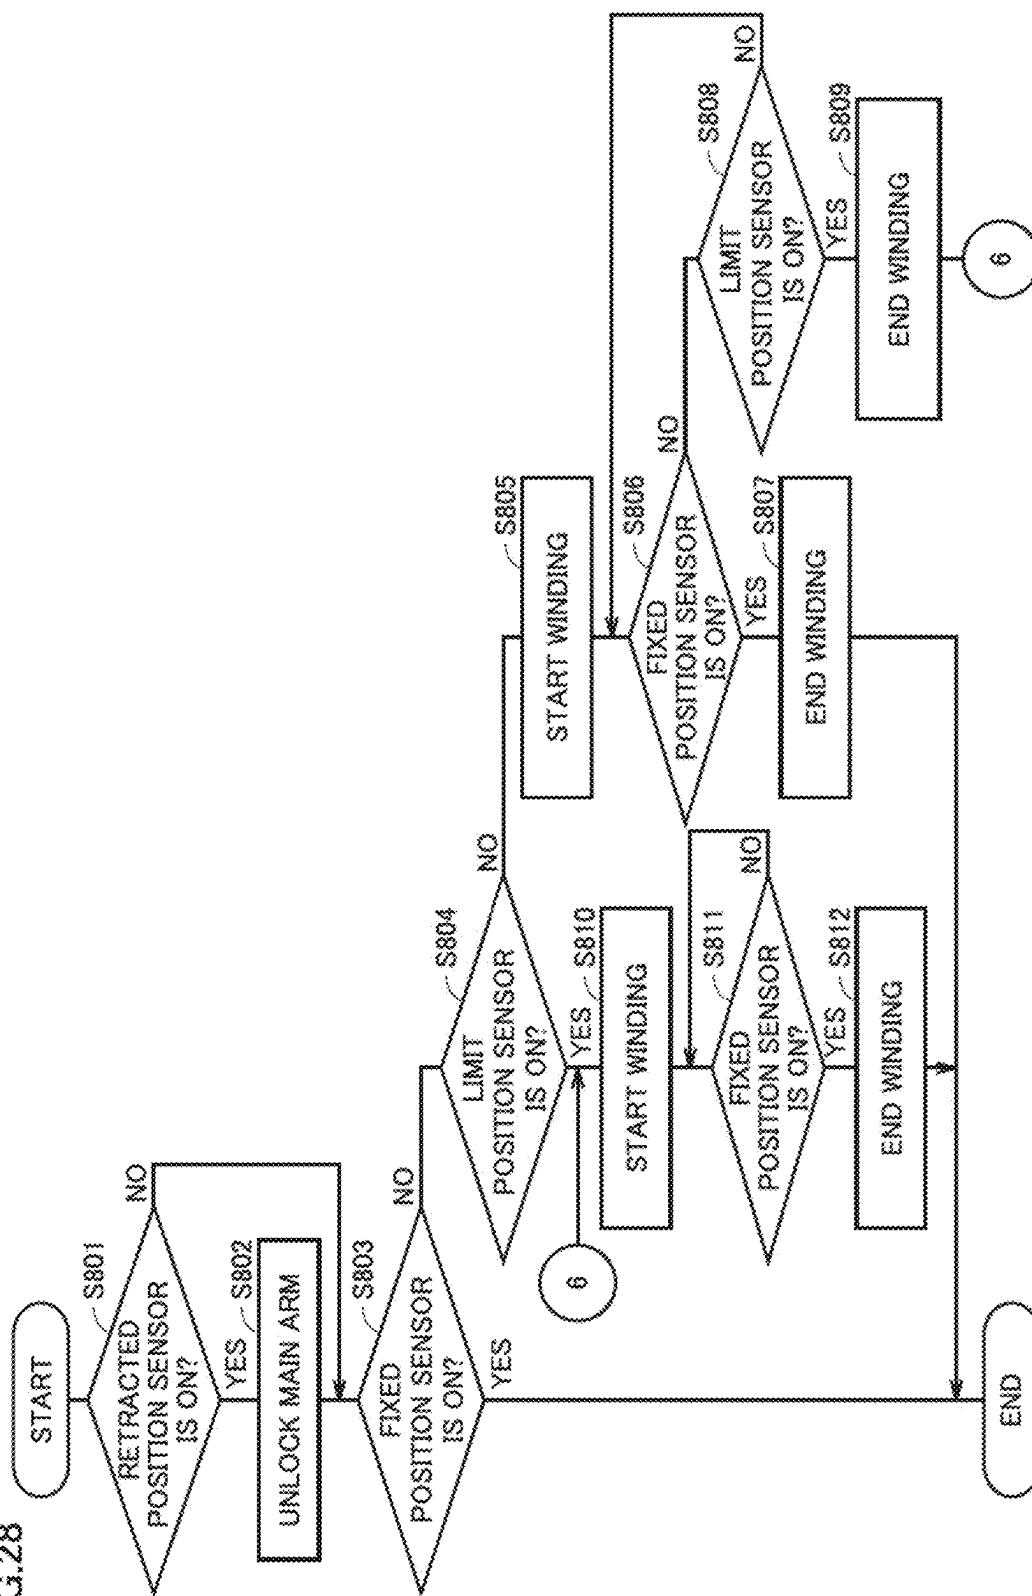 G.28
START
S801
RETRACTED
POSITION SENSOR
IS ON?
NO
YES
S802
UNLOCK MAIN ARM
S803
FIXED
POSITION SENSOR
IS ON?
NO
YES
S804
LIMIT
POSITION SENSOR
IS ON?
NO
YES
6
S805
START WINDING
S806
FIXED
POSITION SENSOR
IS ON?
NO
YES
S807
END WINDING
S808
LIMIT
POSITION SENSOR
IS ON?
NO
YES
S809
END WINDING
6
S810
START WINDING
S811
FIXED
POSITION SENSOR
IS ON?
NO
YES
S812
END WINDING
END